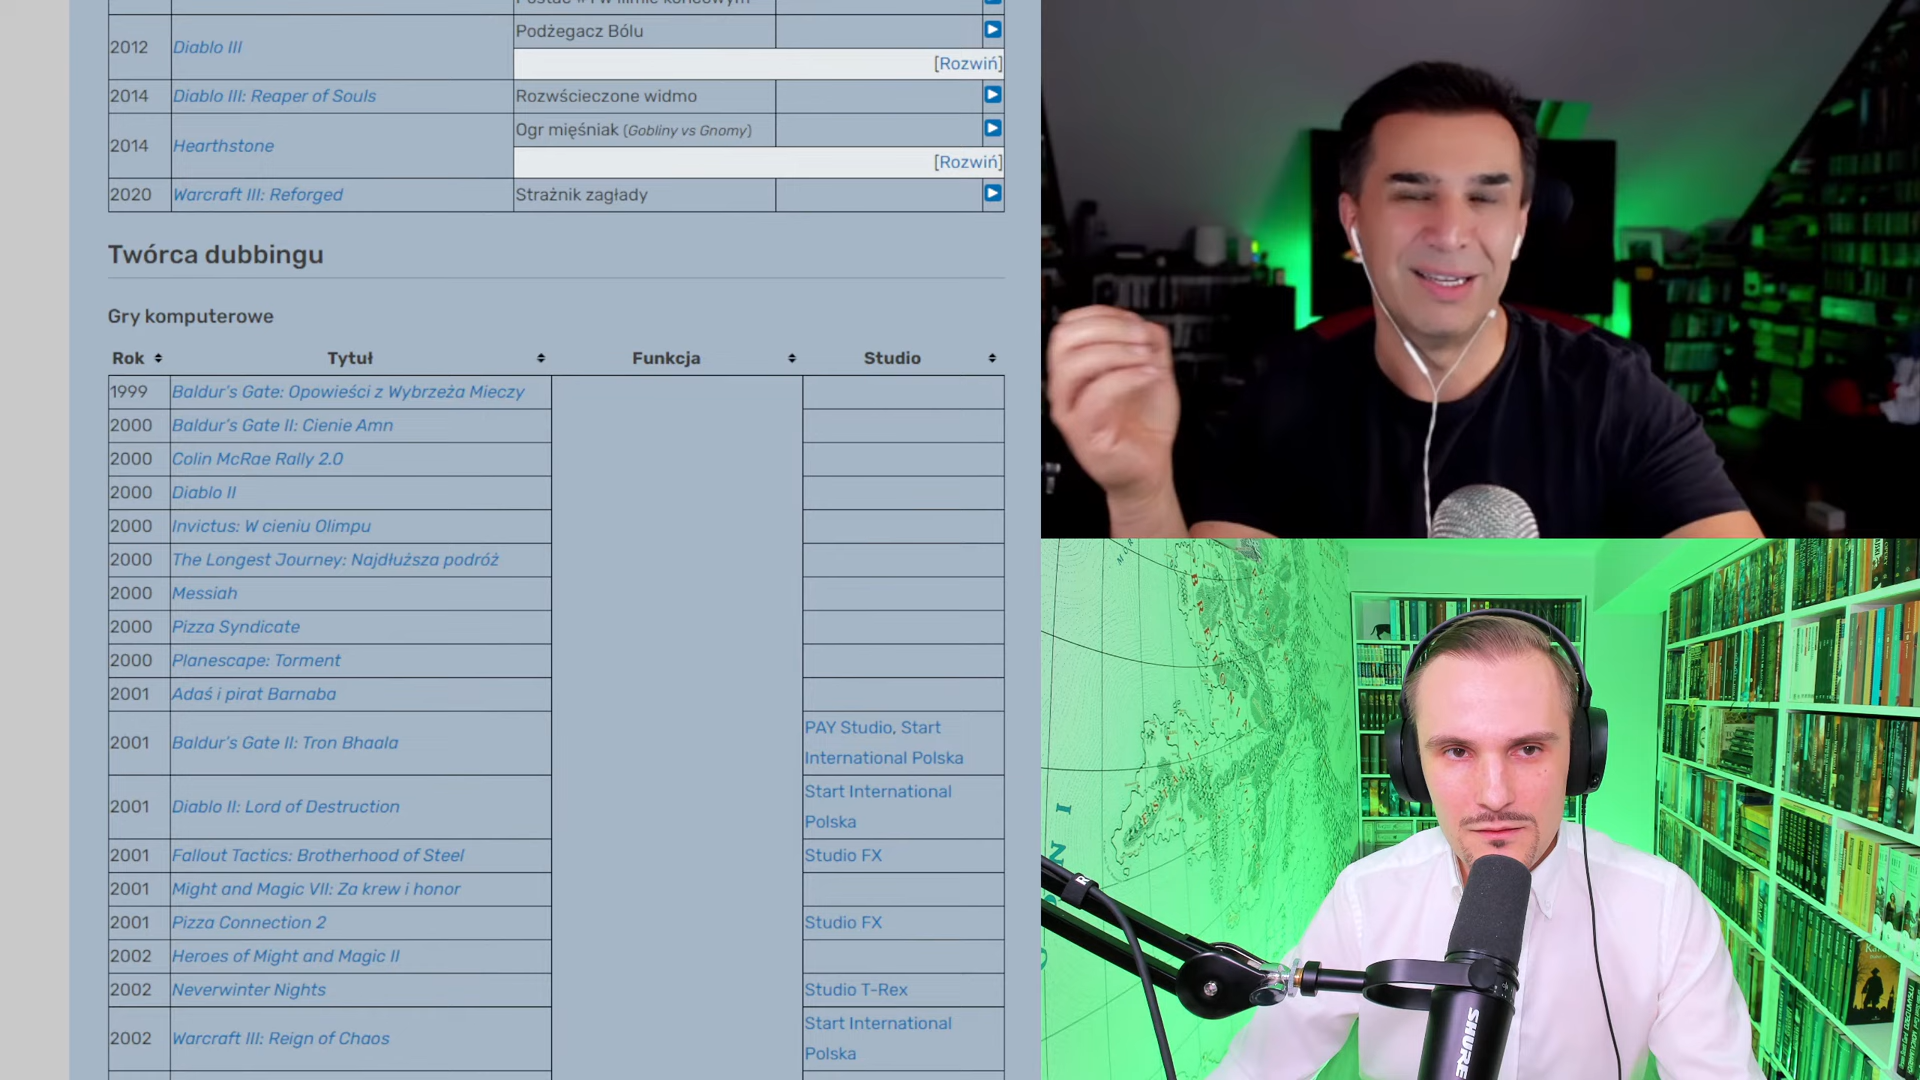 2012 Diablo III Podżegacz Bólu
[Rozwiń]
2014 Diablo III: Reaper of Souls Rozwścieczone widmo
2014 Hearthstone Ogr mięśniak (Gobliny vs Gnomy)
[Rozwiń]
2020 Warcraft III: Reforged Strażnik zagłady
Twórca dubbingu
Gry komputerowe
Rok Tytuł Funkcja Studio
1999 Baldur's Gate: Opowieści z Wybrzeża Mieczy
2000 Baldur's Gate II: Cienie Amn
2000 Colin McRae Rally 2.0
2000 Diablo II
2000 Invictus: W cieniu Olimpu
2000 The Longest Journey: Najdłuższa podróż
2000 Messiah
2000 Pizza Syndicate
2000 Planescape: Torment
2001 Adaś i pirat Barnaba
2001 Baldur's Gate II: Tron Bhaala PAY Studio, Start
International Polska
2001 Diablo II: Lord of Destruction Start International
Polska
2001 Fallout Tactics: Brotherhood of Steel Studio FX
2001 Might and Magic VII: Za krew i honor
2001 Pizza Connection 2 Studio FX
2002 Heroes of Might and Magic II
2002 Neverwinter Nights Studio T-Rex
2002 Warcraft III: Reign of Chaos Start International
Polska
SHURE